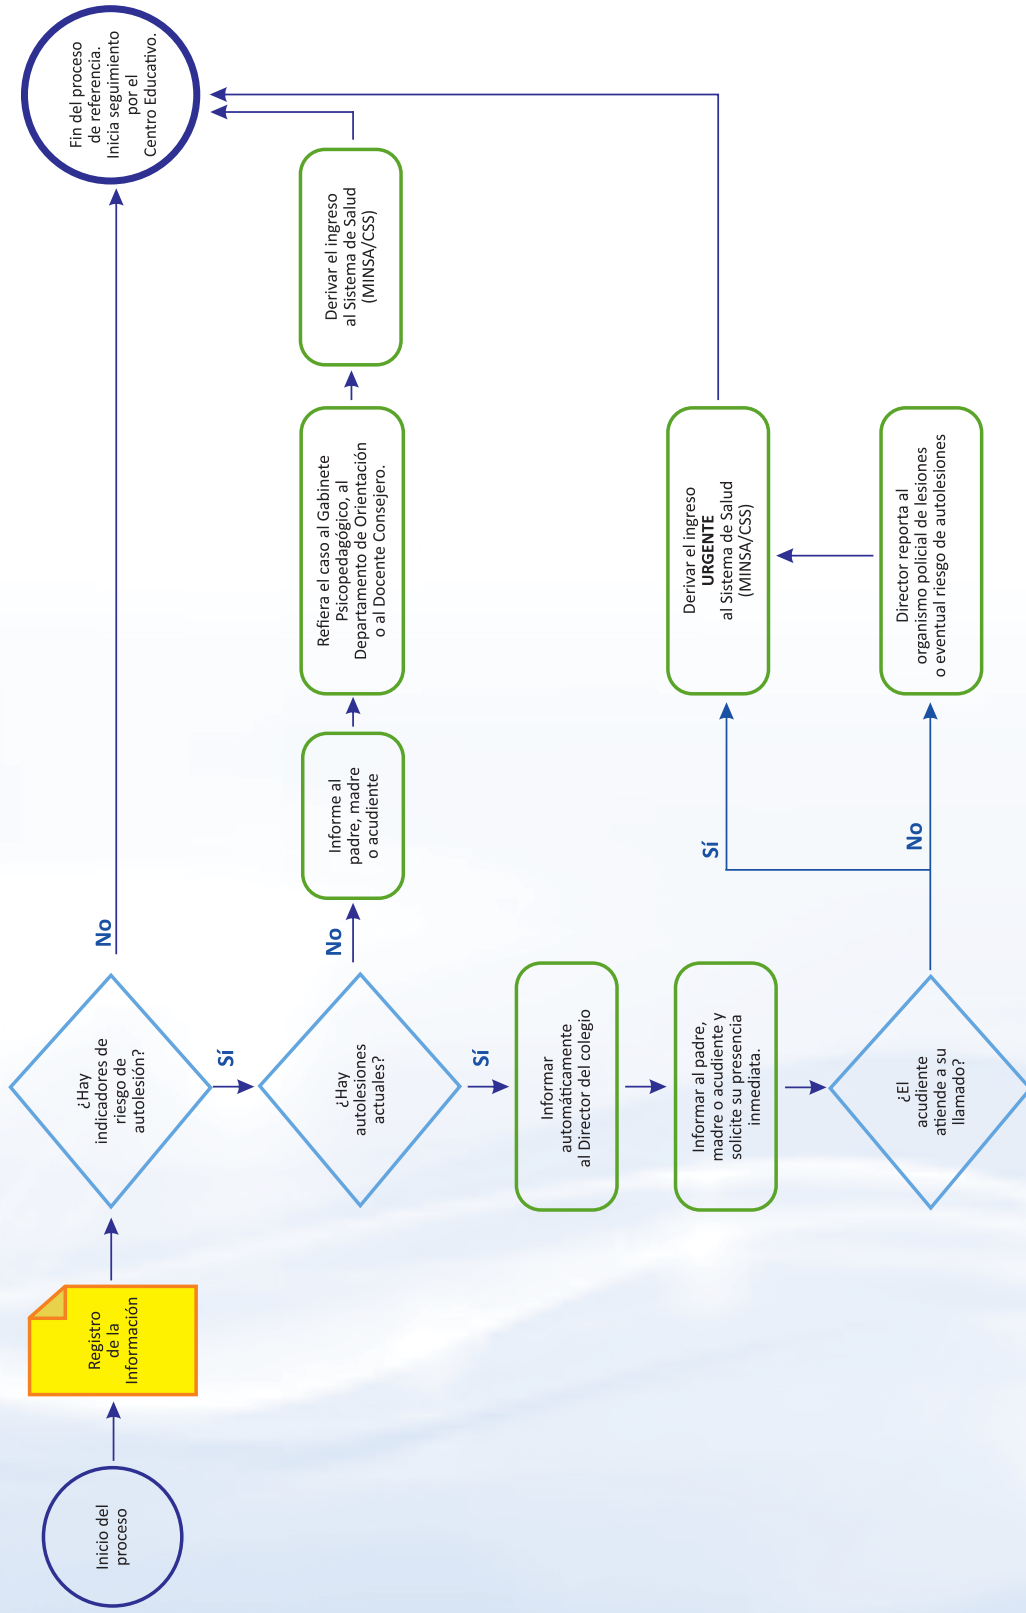 Inicio del
proceso
Registro
de la
Información
¿Hay
indicadores de
riesgo de
autolesión?
No
Fin del proceso
de referencia.
Inicia seguimiento
por el
Centro Educativo.
Sí
¿Hay
autolesiones
actuales?
No
Informe al
padre, madre
o acudiente
Refiera el caso al Gabinete
Psicopedagógico, al
Departamento de Orientación
o al Docente Consejero.
Derivar el ingreso
al Sistema de Salud
(MINSA/CSS)
Sí
Informar
automáticamente
al Director del colegio
Informar al padre,
madre o acudiente y
solicite su presencia
inmediata.
¿El
acudiente
atiende a su
llamado?
Sí
Derivar el ingreso
URGENTE
al Sistema de Salud
(MINSA/CSS)
No
Director reporta al
organismo policial de lesiones
o eventual riesgo de autolesiones